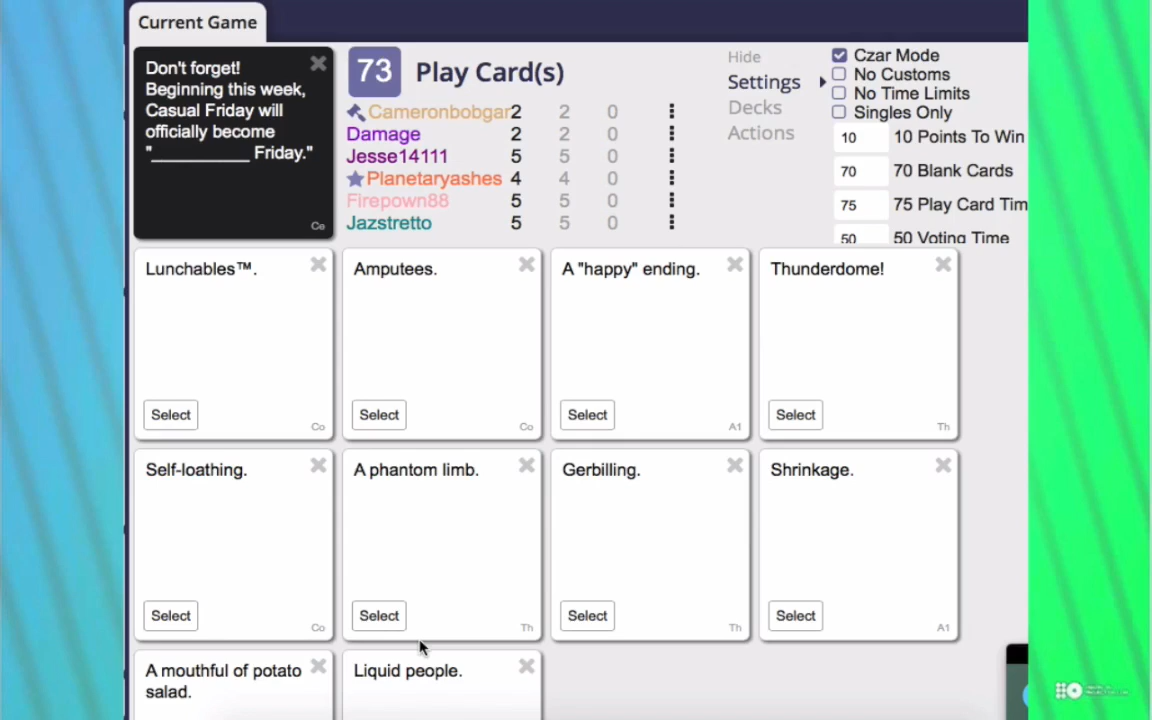 Current Game
Don't forget!
Beginning this week,
Casual Friday will
officially become
"__________ Friday."
Co
73 Play Card(s)
Cameronbobgar 2 2 0
Damage 2 2 0
Jesse14111 5 5 0
Planetaryashes 4 4 0
Firepown88 5 5 0
Jazstretto 5 5 0
Hide
Settings
Decks
Actions
Czar Mode
No Customs
No Time Limits
Singles Only
10 10 Points To Win
70 70 Blank Cards
75 75 Play Card Tim
50 50 Voting Time
Lunchables™.
Select
Co
Amputees.
Select
Co
A "happy" ending.
Select
A1
Thunderdome!
Select
Th
Self-loathing.
Select
Co
A phantom limb.
Select
Th
Gerbilling.
Select
Th
Shrinkage.
Select
A1
A mouthful of potato
salad.
Liquid people.